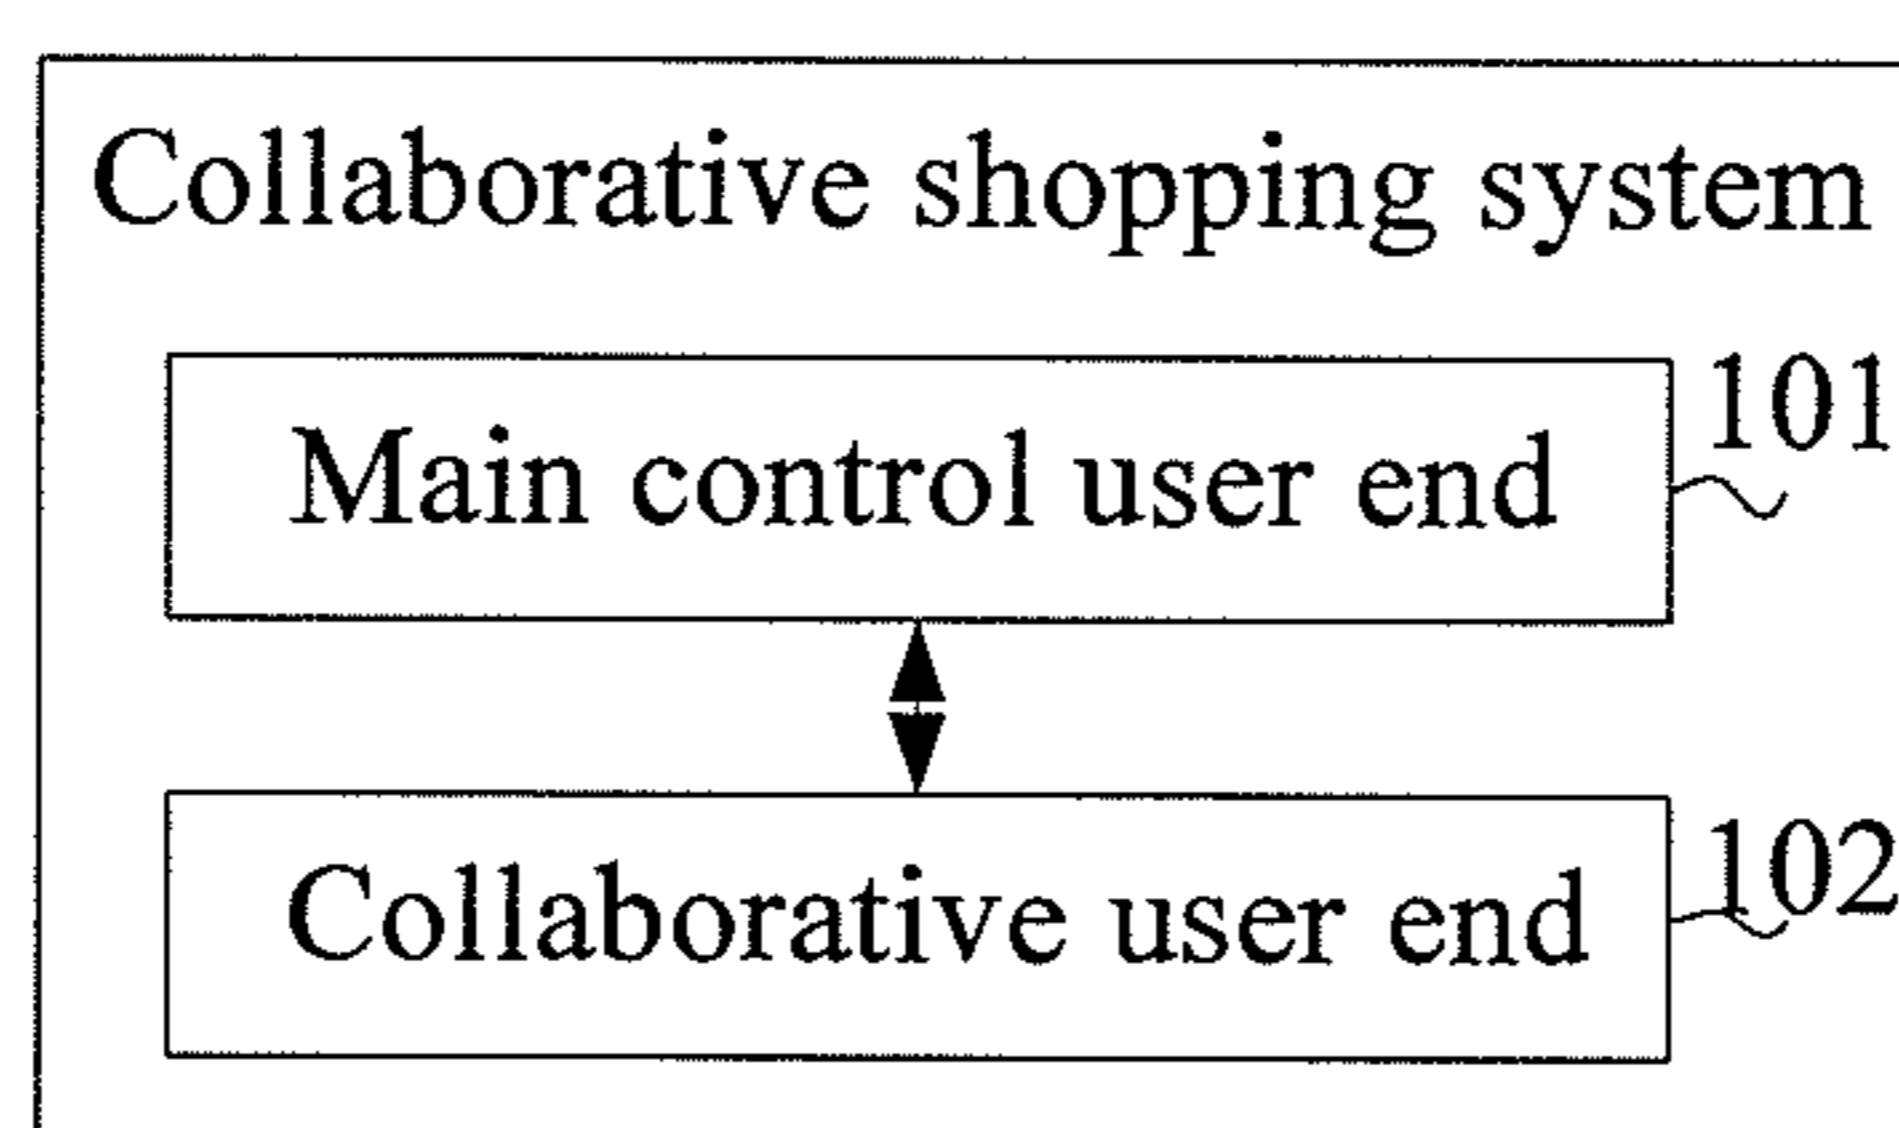 Collaborative shopping system
101
Main control user end
102
Collaborative user end